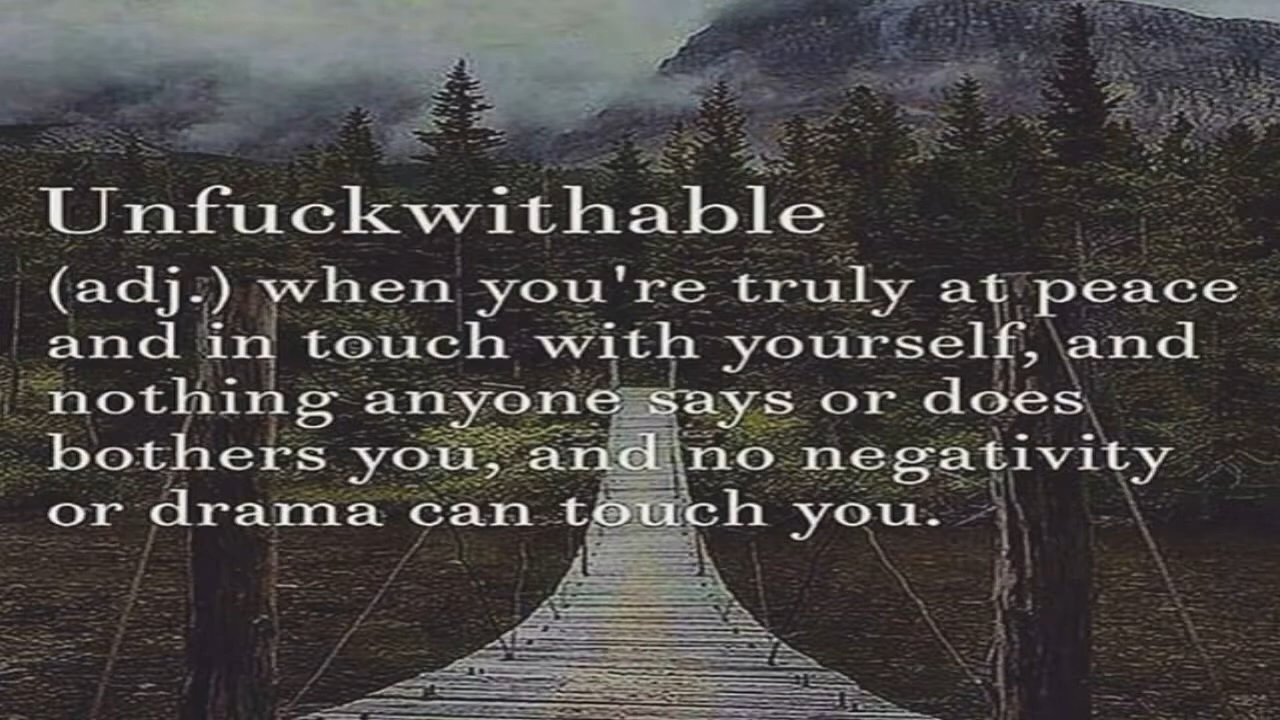 Unfuckwithable
(adj.) when you're truly at peace
and in touch with yourself, and
nothing anyone says or does
bothers you, and no negativity
or drama can touch you.